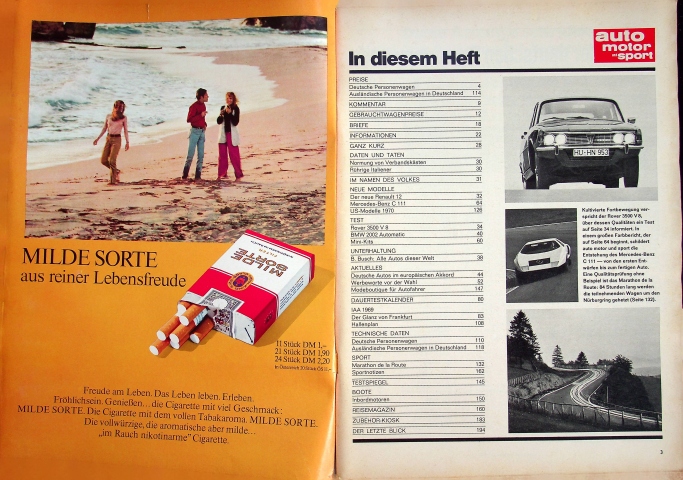 MILDE SORTE
aus reiner Lebensfreude
MILDE
SORTE
FILTER
11 Stück DM 1,-
21 Stück DM 1,90
24 Stück DM 2,20
Freude am Leben. Das Leben leben. Erleben.
Fröhlichsein. Genießen... die Cigarette mit viel Geschmack:
MILDE SORTE. Die Cigarette mit dem vollen Tabakaroma. MILDE SORTE.
Die vollwürzige, die aromatische aber milde...
„im Rauch nikotinarme” Cigarette.
In diesem Heft
auto
motor
und sport
PREISE
Deutsche Personenwagen 4
Ausländische Personenwagen in Deutschland 114
KOMMENTAR 9
GEBRAUCHTWAGENPREISE 12
BRIEFE 18
INFORMATIONEN 22
GANZ KURZ 28
DATEN UND TATEN
Normung von Verbandskästen 30
Rührige Italiener 30
IM NAMEN DES VOLKES 31
NEUE MODELLE
Der neue Renault 12 32
Mercedes-Benz C 111 64
US-Modelle 1970 126
TEST
Rover 3500 V 8 34
BMW 2002 Automatic 40
Mini-Kits 60
UNTERHALTUNG
B. Busch: Alle Autos dieser Welt 38
AKTUELLES
Deutsche Autos im europäischen Akkord 44
Werbeworte vor der Wahl 52
Modeboutique für Autofahrer 147
DAUERTESTKALENDER 80
IAA 1969
Der Glanz von Frankfurt 83
Hallenplan 108
TECHNISCHE DATEN
Deutsche Personenwagen 110
Ausländische Personenwagen in Deutschland 118
SPORT
Marathon de la Route 132
Sportnotizen 162
TESTSPIEGEL 145
BOOTE
Inbordmotoren 150
REISEMAGAZIN 160
ZUBEHÖR-KIOSK 183
DER LETZTE BLICK 194
HU-HN 953
Kultivierte Fortbewegung ver-
spricht der Rover 3500 V 8,
über dessen Qualitäten ein Test
auf Seite 34 informiert. In
einem großen Farbbericht, der
auf Seite 64 beginnt, schildert
auto motor und sport die
Entstehung des Mercedes-Benz
C 111 — von den ersten Ent-
würfen bis zum fertigen Auto.
Eine Qualitätsprüfung ohne
Beispiel ist das Marathon de la
Route: 84 Stunden lang werden
die teilnehmenden Wagen um den
Nürburgring gehetzt (Seite 132).
3